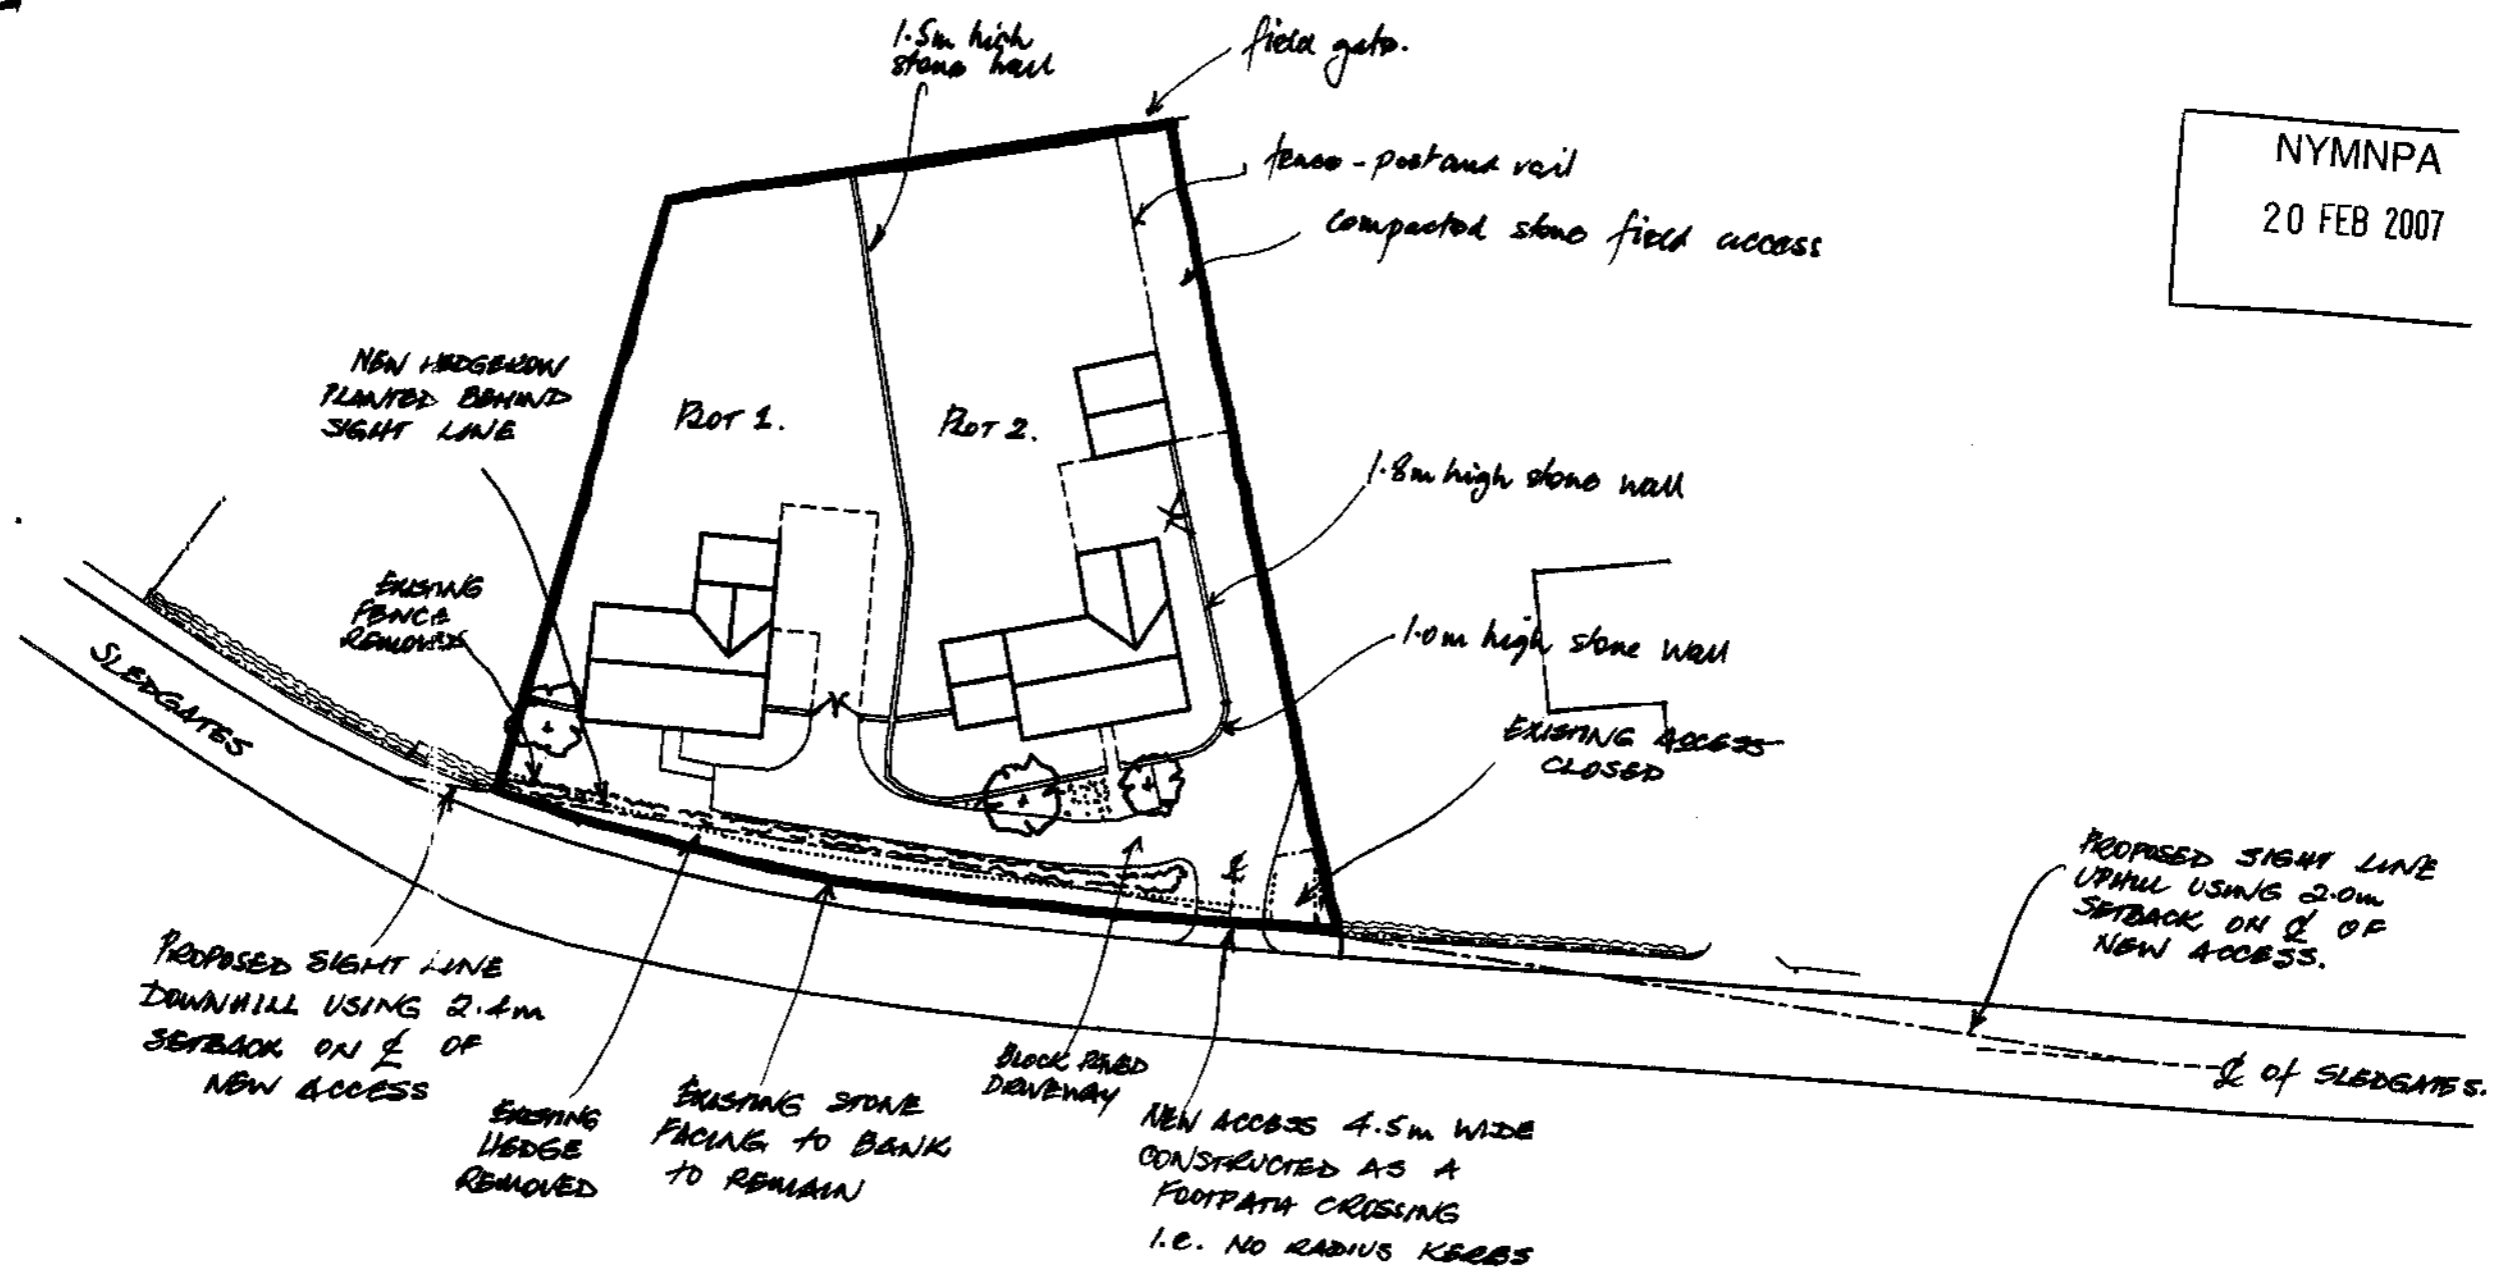 1.5m high
stone wall
field gate.
fence - post and rail
compacted stone field access
NYMNPA
20 FEB 2007
NEW HEDGEROW
PLANTED BEHIND
SIGHT LINE
PLOT 1.
PLOT 2.
1.8m high stone wall
EXISTING
FENCE
REMOVED
1.0m high stone wall
SLEDGATES
EXISTING ACCESS
CLOSED
℄
PROPOSED SIGHT LINE
UPHILL USING 2.0m
SETBACK ON ℄ OF
NEW ACCESS.
PROPOSED SIGHT LINE
DOWNHILL USING 2.4m
SETBACK ON ℄ OF
NEW ACCESS
EXISTING
HEDGE
REMOVED
EXISTING STONE
FACING to BANK
to REMAIN
BLOCK PAVED
DRIVEWAY
NEW ACCESS 4.5m WIDE
CONSTRUCTED AS A
FOOTPATH CROSSING
I.e. NO RADIUS KERBS
℄ of SLEDGATES.